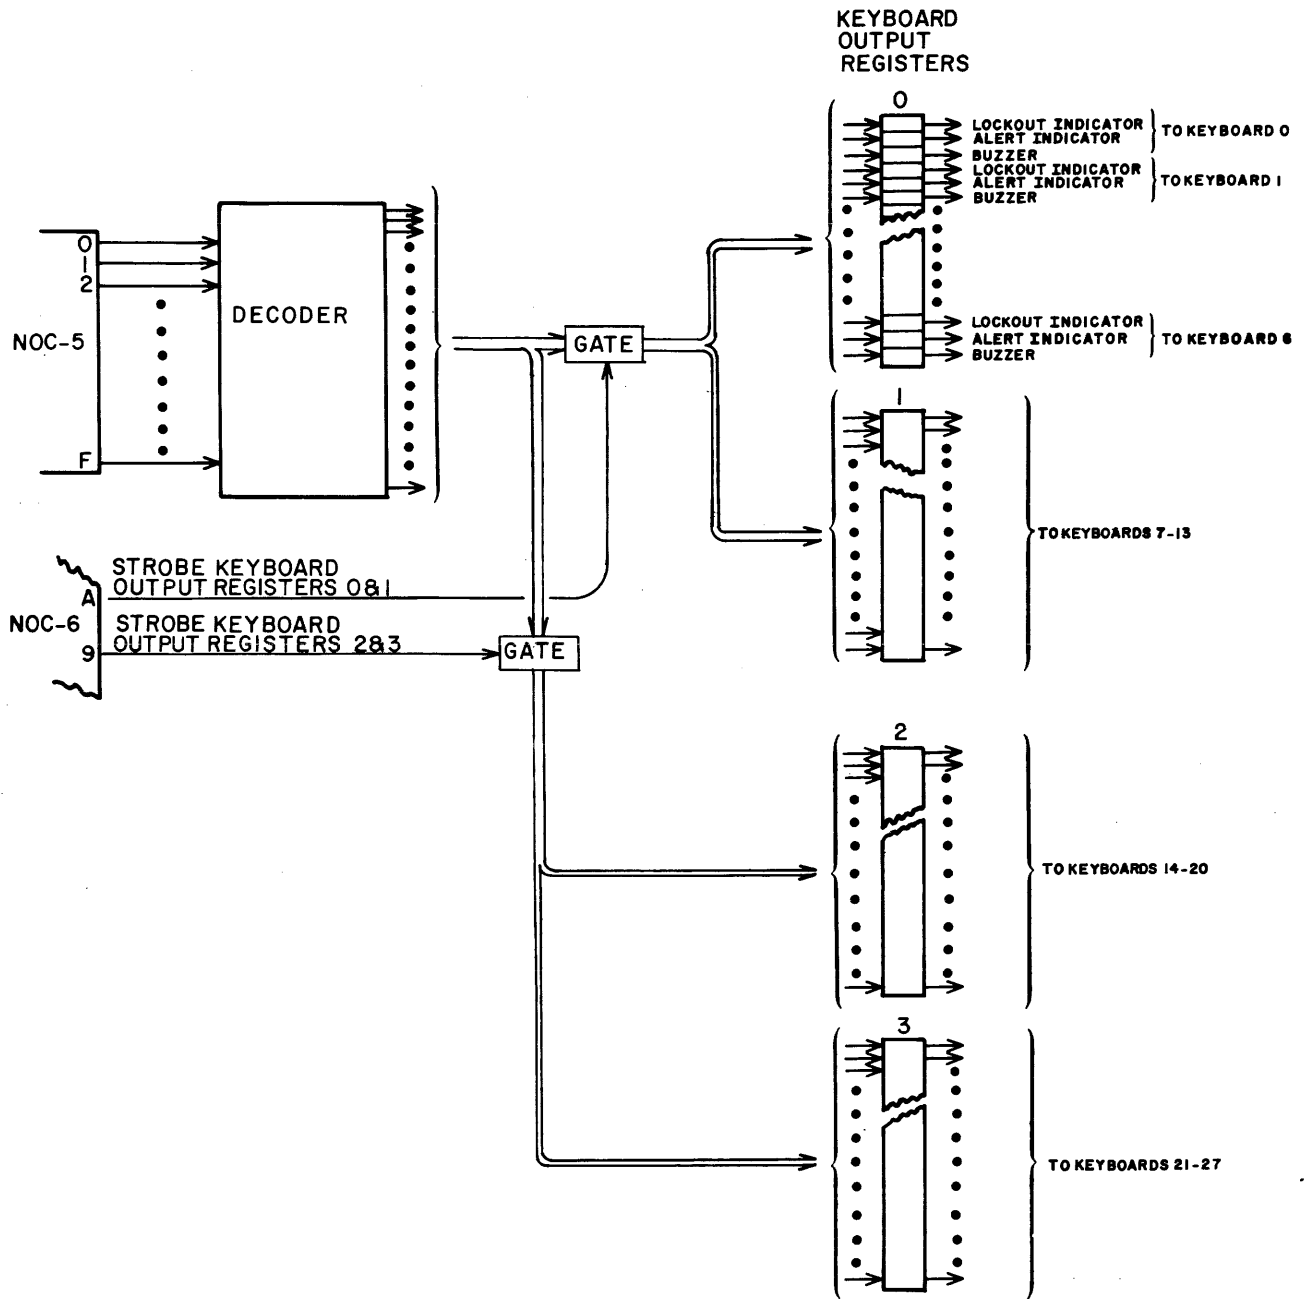 KEYBOARD
OUTPUT
REGISTERS
0
LOCKOUT INDICATOR
ALERT INDICATOR
BUZZER
TO KEYBOARD 0
LOCKOUT INDICATOR
ALERT INDICATOR
BUZZER
TO KEYBOARD 1
LOCKOUT INDICATOR
ALERT INDICATOR
BUZZER
TO KEYBOARD 6
NOC-5
0
1
2
F
DECODER
GATE
1
TO KEYBOARDS 7-13
NOC-6
A
STROBE KEYBOARD
OUTPUT REGISTERS 0&1
9
STROBE KEYBOARD
OUTPUT REGISTERS 2&3
GATE
2
TO KEYBOARDS 14-20
3
TO KEYBOARDS 21-27